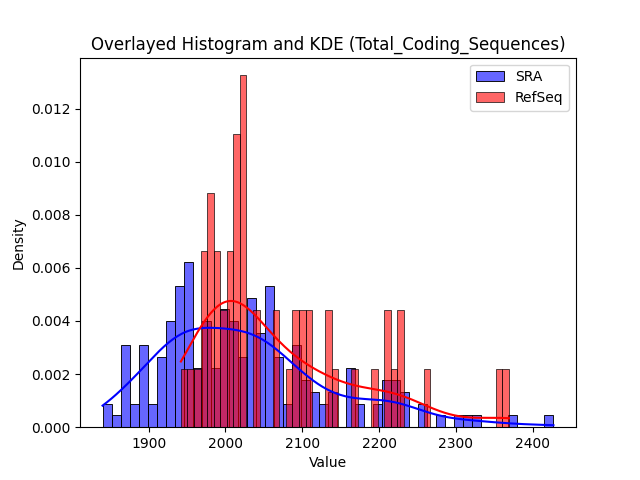 Overlayed Histogram and KDE (Total_Coding_Sequences)
SRA
RefSeq
0.012
0.010
0.008
0.006
0.004
0.002
0.000
Density
1900 2000 2100 2200 2300 2400
Value